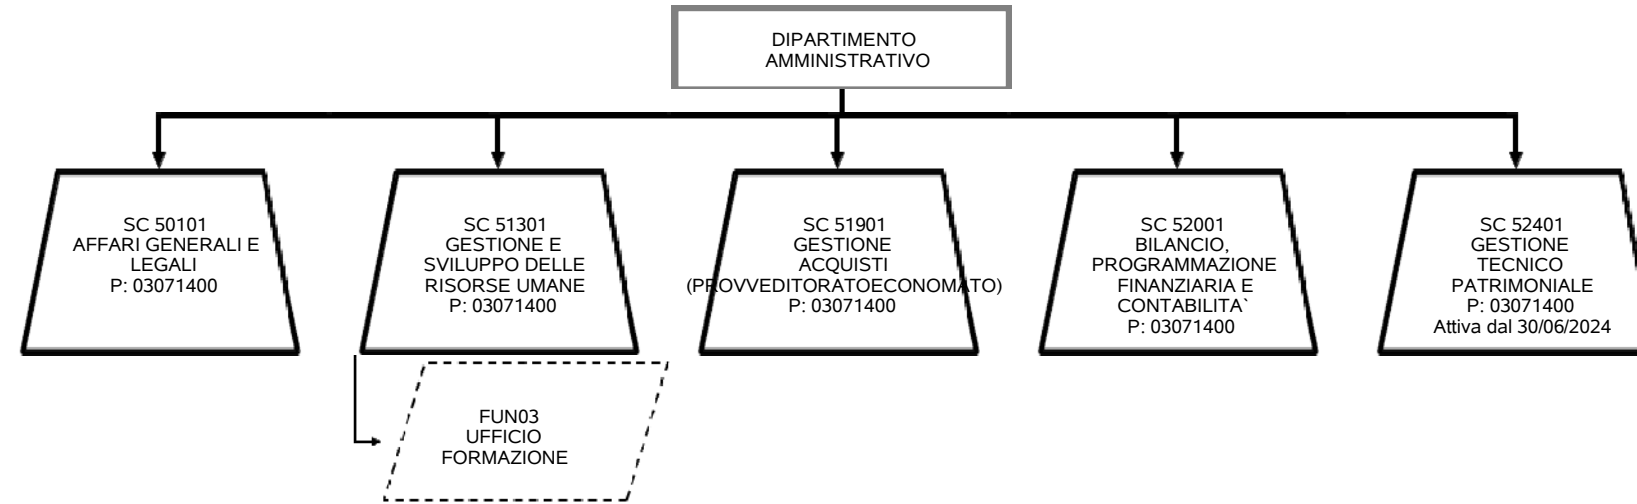 DIPARTIMENTO
AMMINISTRATIVO
SC 50101
AFFARI GENERALI E
LEGALI
P: 03071400
SC 51301
GESTIONE E
SVILUPPO DELLE
RISORSE UMANE
P: 03071400
SC 51901
GESTIONE
ACQUISTI
(PROVVEDITORATOECONOMATO)
P: 03071400
SC 52001
BILANCIO,
PROGRAMMAZIONE
FINANZIARIA E
CONTABILITA`
P: 03071400
SC 52401
GESTIONE
TECNICO
PATRIMONIALE
P: 03071400
Attiva dal 30/06/2024
FUN03
UFFICIO
FORMAZIONE